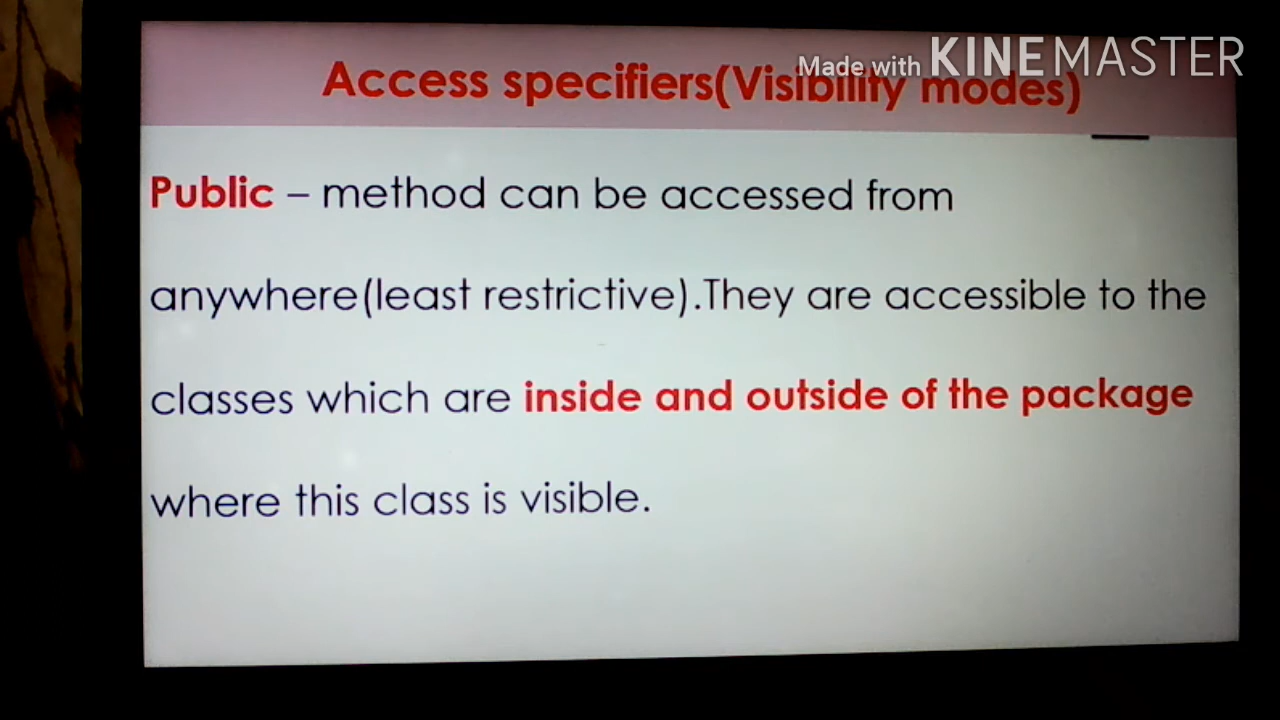 Made with KINEMASTER
Access specifiers(Visibility modes)
Public – method can be accessed from
anywhere(least restrictive).They are accessible to the
classes which are inside and outside of the package
where this class is visible.